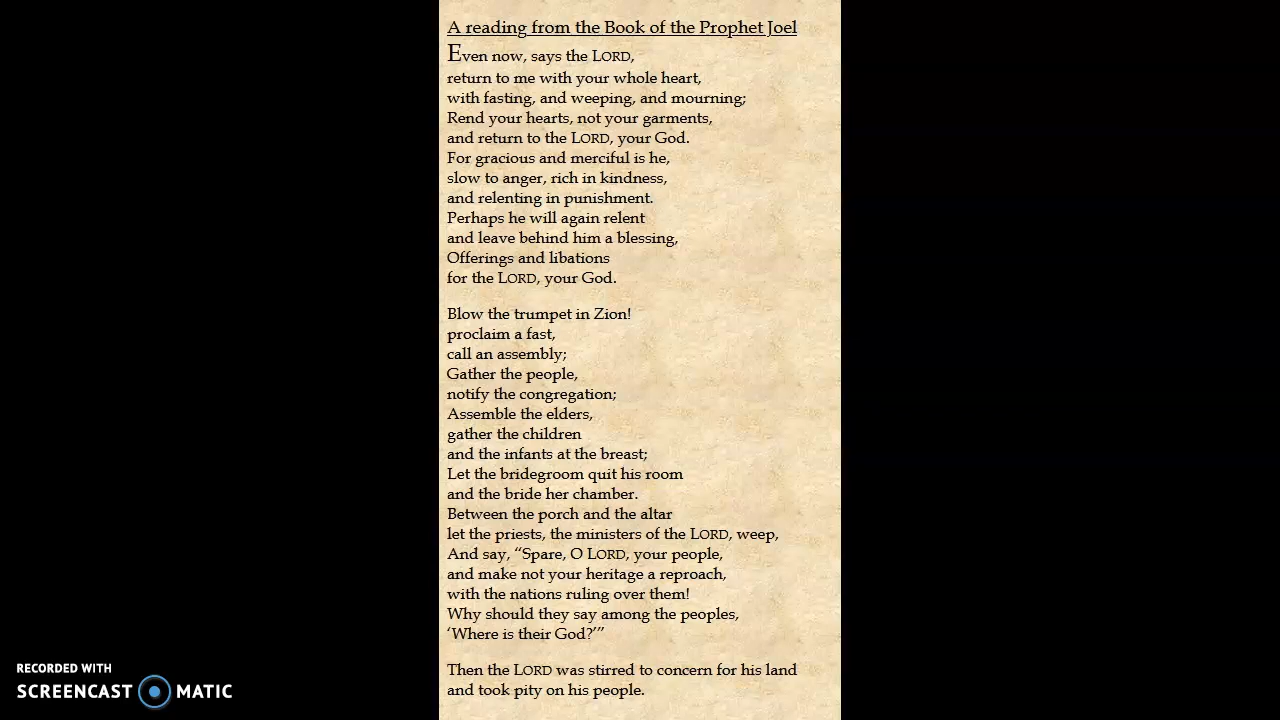 A reading from the Book of the Prophet Joel
Even now, says the LORD,
return to me with your whole heart,
with fasting, and weeping, and mourning;
Rend your hearts, not your garments,
and return to the LORD, your God.
For gracious and merciful is he,
slow to anger, rich in kindness,
and relenting in punishment.
Perhaps he will again relent
and leave behind him a blessing,
Offerings and libations
for the LORD, your God.
Blow the trumpet in Zion!
proclaim a fast,
call an assembly;
Gather the people,
notify the congregation;
Assemble the elders,
gather the children
and the infants at the breast;
Let the bridegroom quit his room
and the bride her chamber.
Between the porch and the altar
let the priests, the ministers of the LORD, weep,
And say, “Spare, O LORD, your people,
and make not your heritage a reproach,
with the nations ruling over them!
Why should they say among the peoples,
‘Where is their God?’”
Then the LORD was stirred to concern for his land
and took pity on his people.
RECORDED WITH
SCREENCAST MATIC